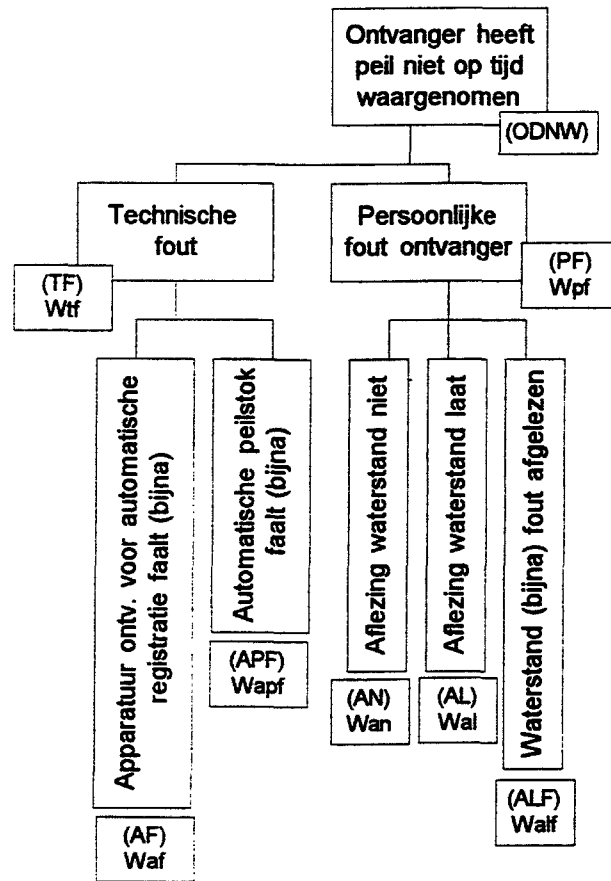 Ontvanger heeft
peil niet op tijd
waargenomen
(ODNW)
Technische
fout
(TF)
Wtf
Persoonlijke
fout ontvanger
(PF)
Wpf
Apparatuur ontv. voor automatische
registratie faalt (bijna)
(AF)
Waf
Automatische peilstok
faalt (bijna)
(APF)
Wapf
Aflezing waterstand niet
(AN)
Wan
Aflezing waterstand laat
(AL)
Wal
Waterstand (bijna) fout afgelezen
(ALF)
Walf